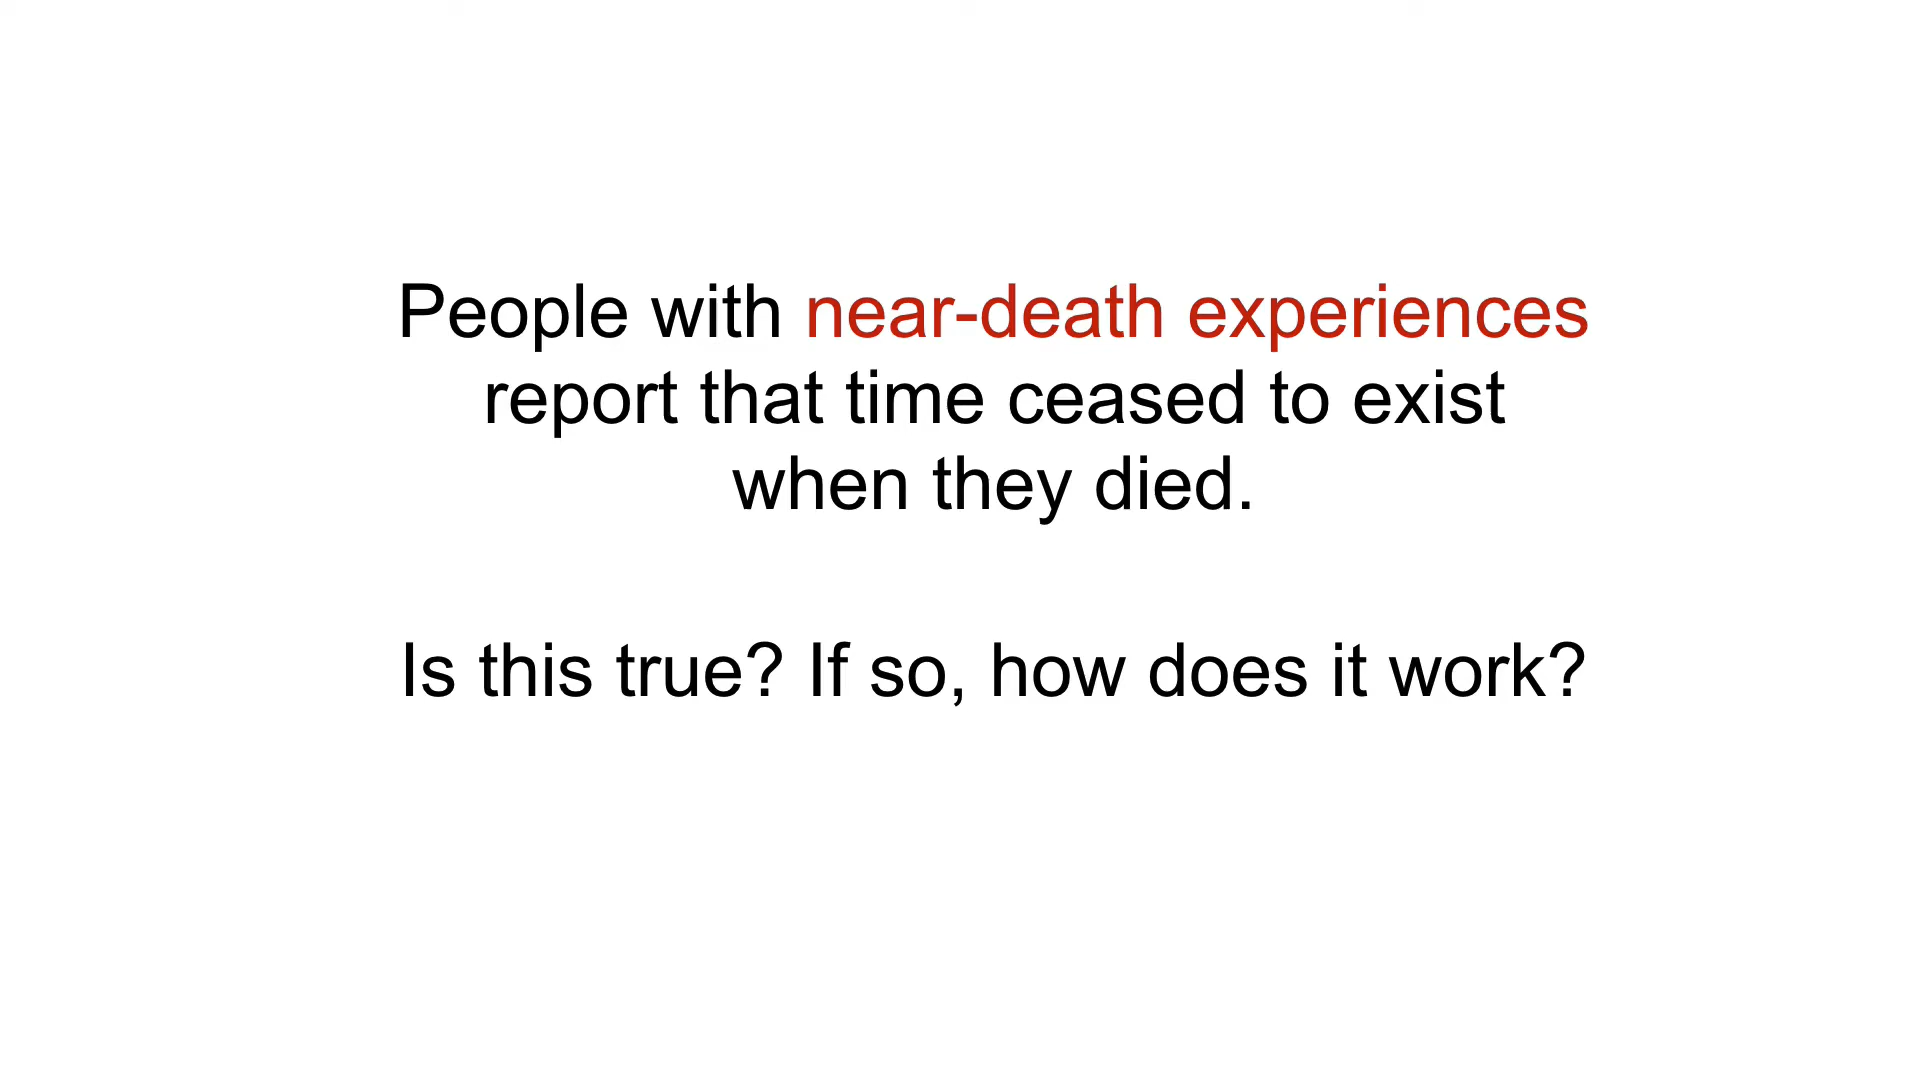 People with near-death experiences
report that time ceased to exist
when they died.
Is this true? If so, how does it work?